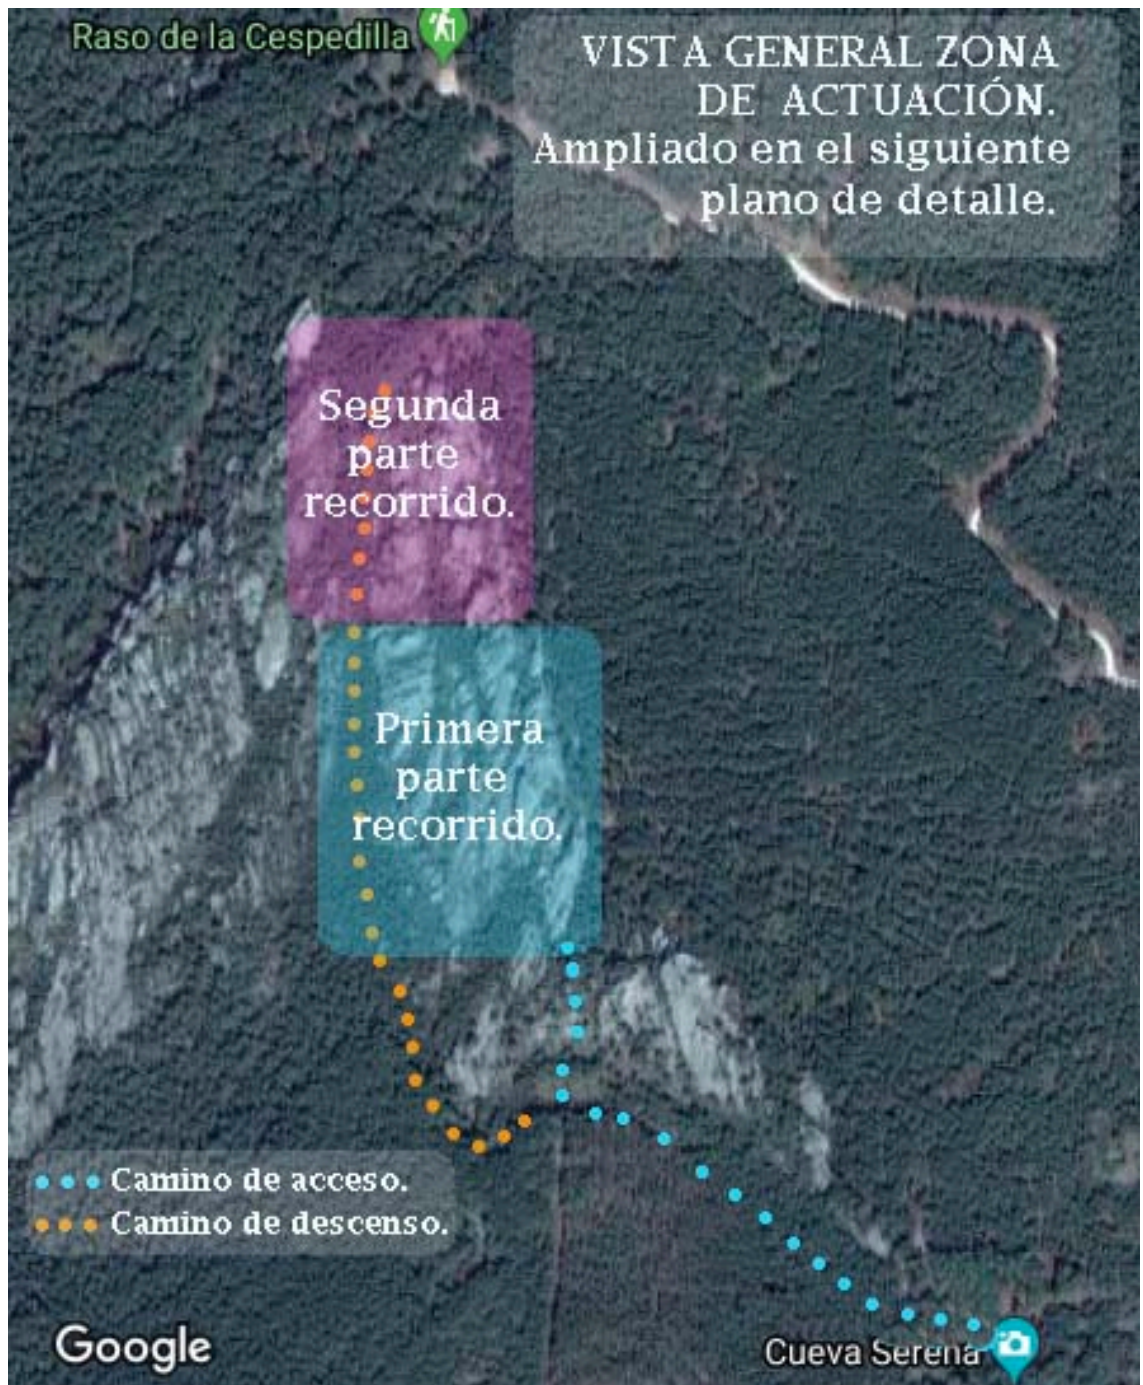 Raso de la Cespedilla
VISTA GENERAL ZONA
DE ACTUACIÓN.
Ampliado en el siguiente
plano de detalle.
Segunda
parte
recorrido.
Primera
parte
recorrido.
Camino de acceso.
Camino de descenso.
Google
Cueva Serena